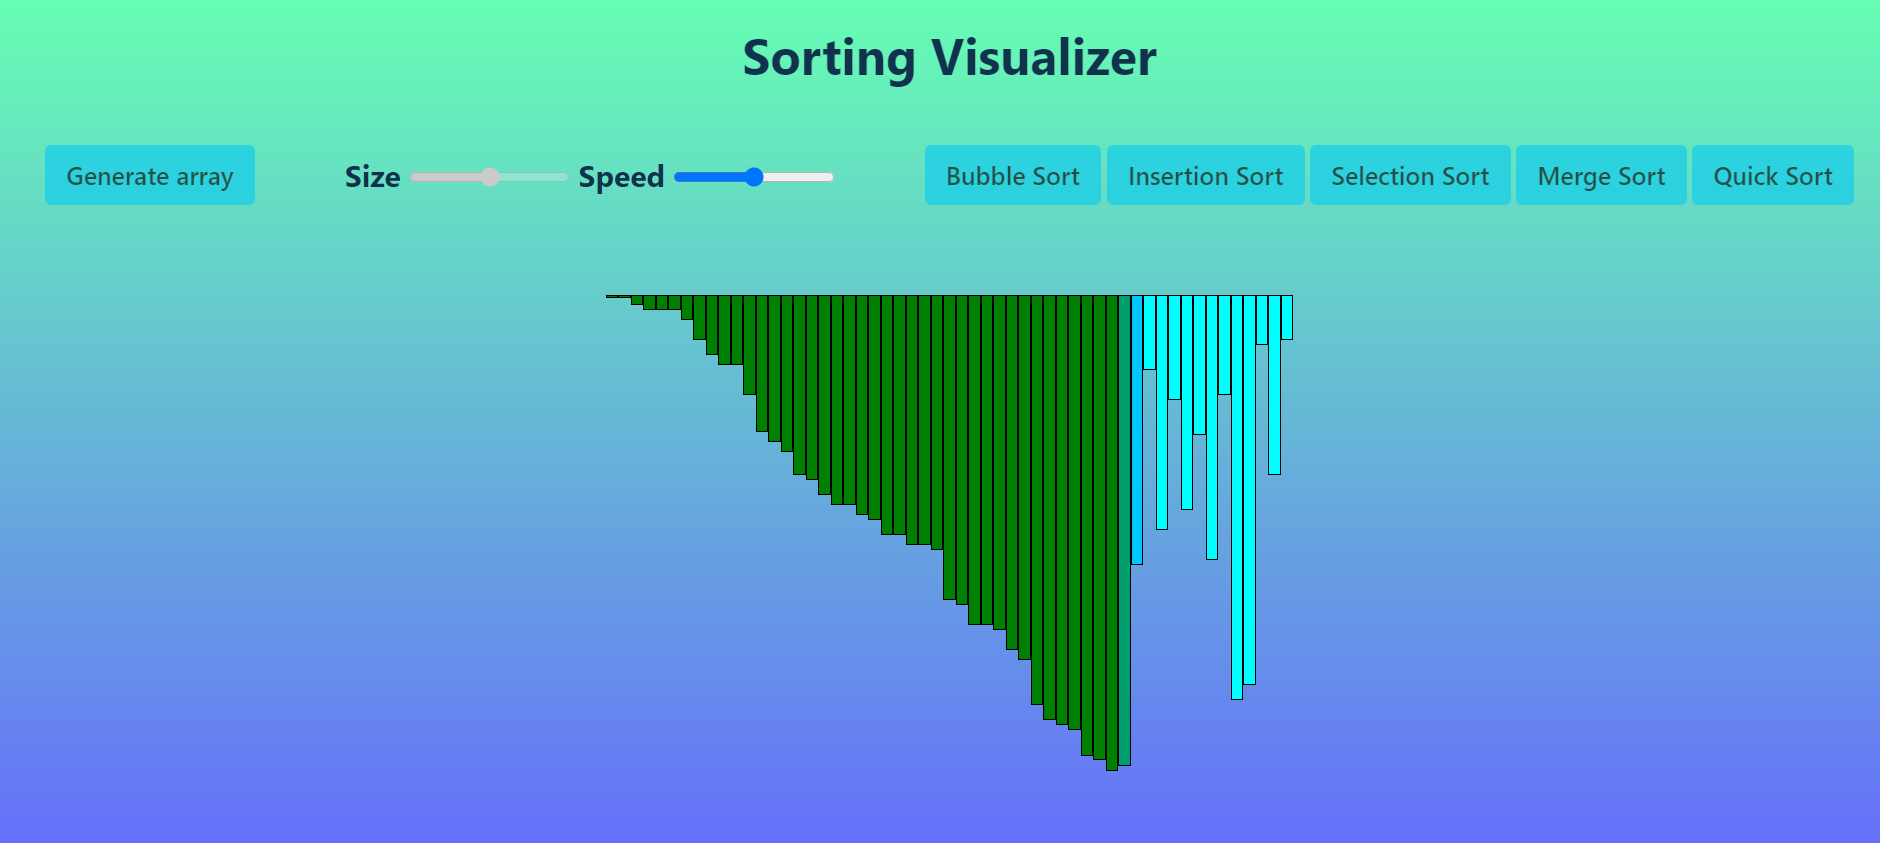 Sorting Visualizer
Generate array
Size
Speed
Bubble Sort
Insertion Sort
Selection Sort
Merge Sort
Quick Sort